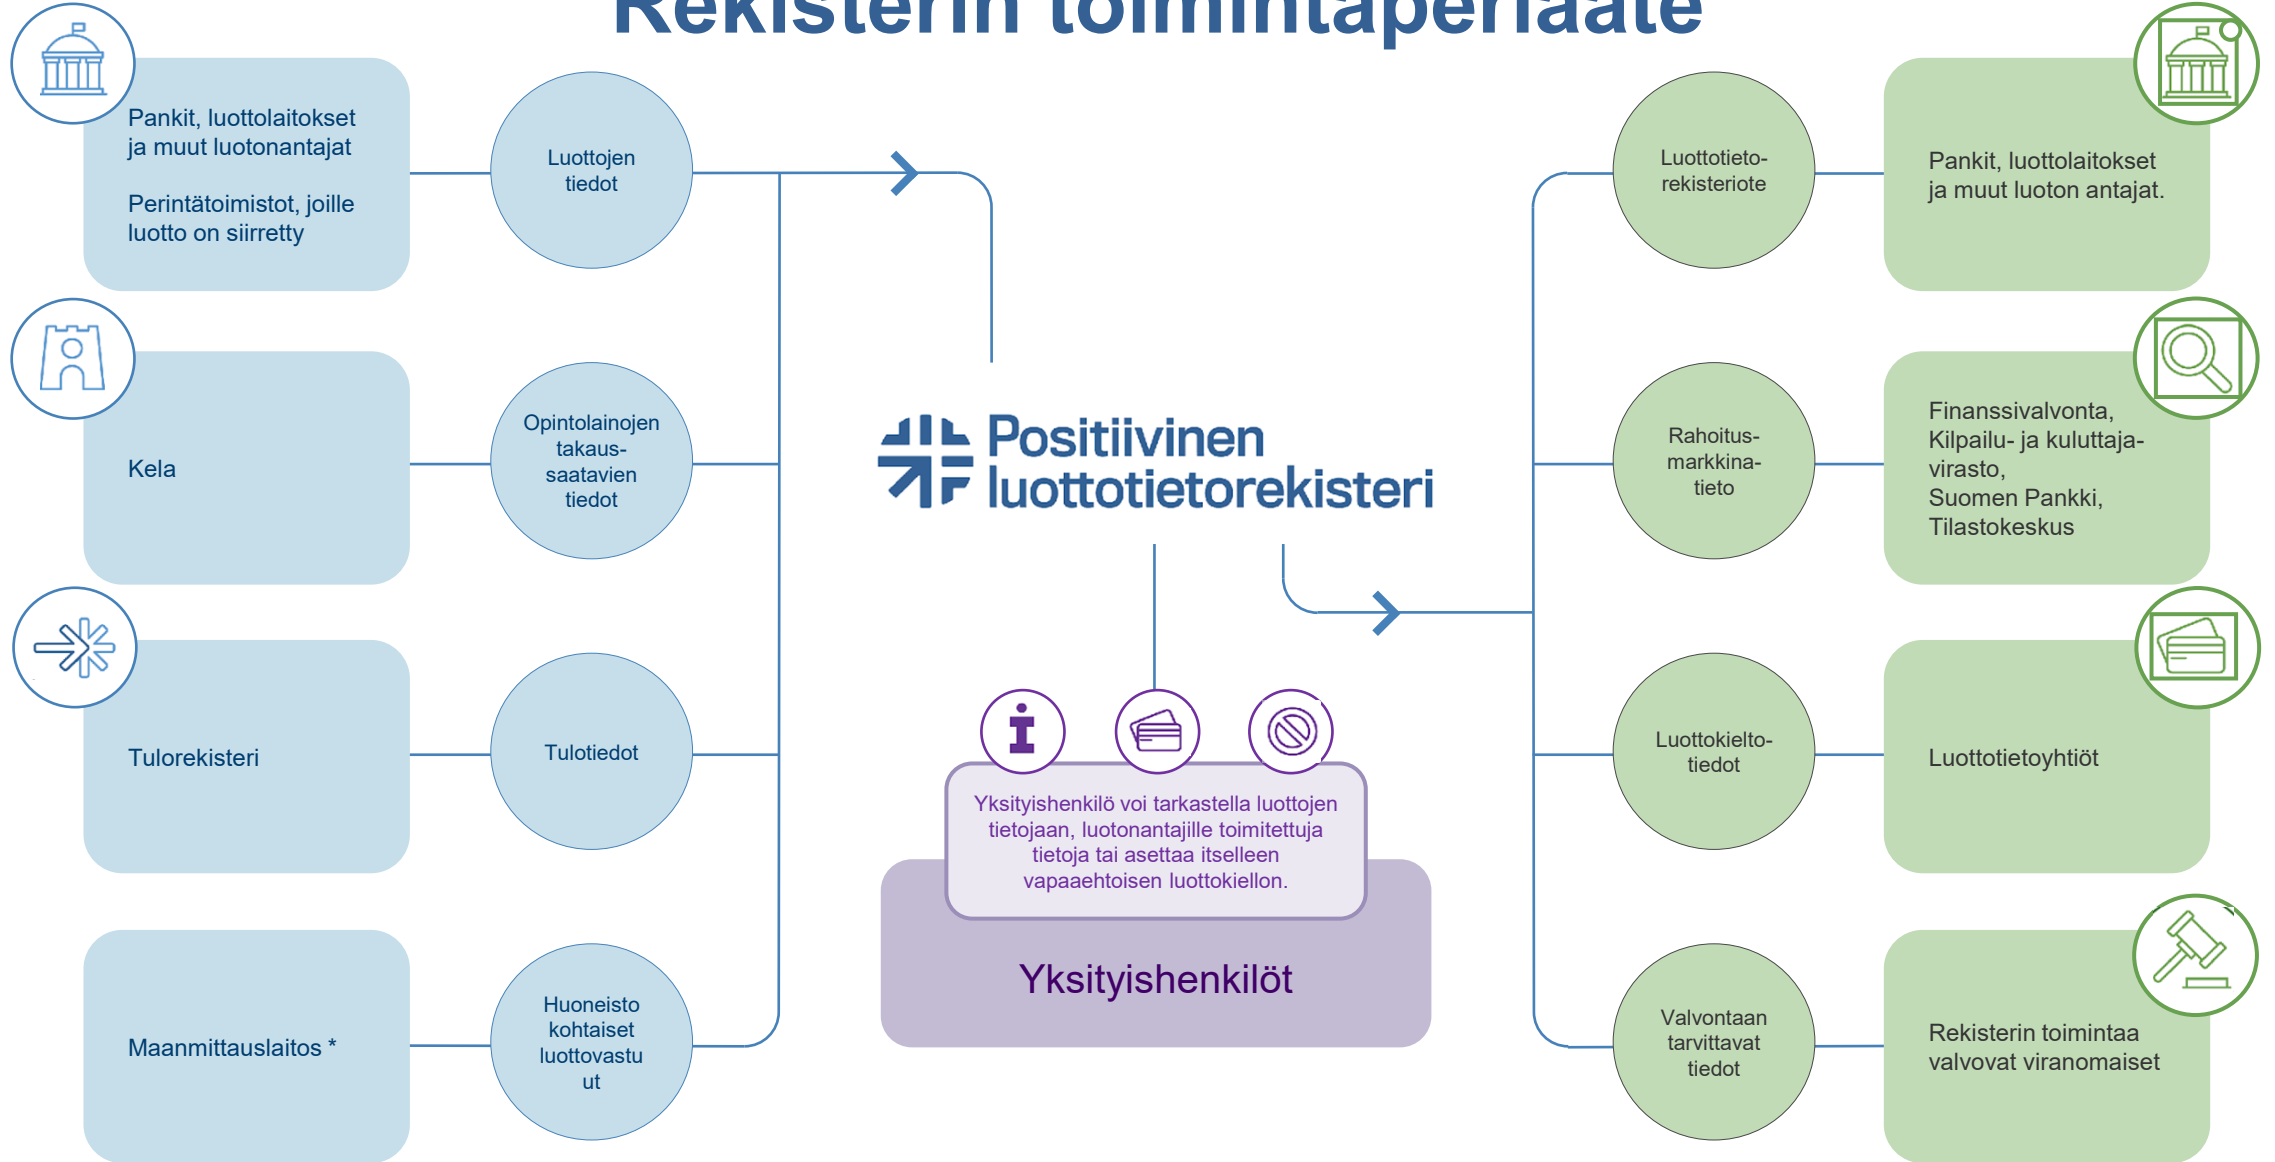 Rekisterin toimintaperiaate
Pankit, luottolaitokset
ja muut luotonantajat
Perintätoimistot, joille
luotto on siirretty
Luottojen
tiedot
Kela
Opintolainojen
takaus-
saatavien
tiedot
Tulorekisteri
Tulotiedot
Maanmittauslaitos *
Huoneisto
kohtaiset
luottovastu
ut
Positiivinen
luottotietorekisteri
Yksityishenkilö voi tarkastella luottojen
tietojaan, luotonantajille toimitettuja
tietoja tai asettaa itselleen
vapaaehtoisen luottokiellon.
Yksityishenkilöt
Luottotieto-
rekisteriote
Pankit, luottolaitokset
ja muut luoton antajat.
Rahoitus-
markkina-
tieto
Finanssivalvonta,
Kilpailu- ja kuluttaja-
virasto,
Suomen Pankki,
Tilastokeskus
Luottokielto-
tiedot
Luottotietoyhtiöt
Valvontaan
tarvittavat
tiedot
Rekisterin toimintaa
valvovat viranomaiset